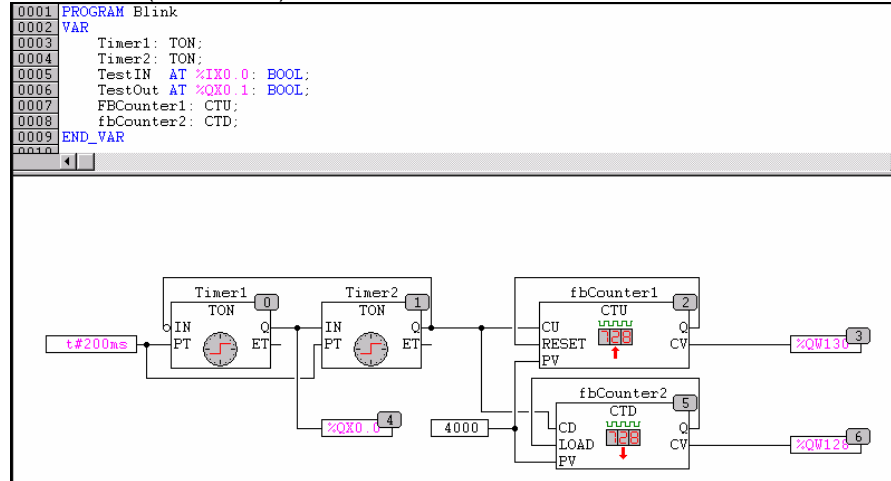 0001 PROGRAM Blink
0002 VAR
0003 Timer1: TON;
0004 Timer2: TON;
0005 TestIN AT %IX0.0: BOOL;
0006 TestOut AT %QX0.1: BOOL;
0007 FBCounter1: CTU;
0008 fbCounter2: CTD;
0009 END_VAR
0010
Timer1 0 Timer2 1 fbCounter1 2
TON TON CTU
IN Q IN Q CU Q
t#200ms PT ET PT ET RESET CV %QW130 3
PV
fbCounter2 5
CTD
%QX0.0 4 4000 CD Q
LOAD CV %QW128 6
PV